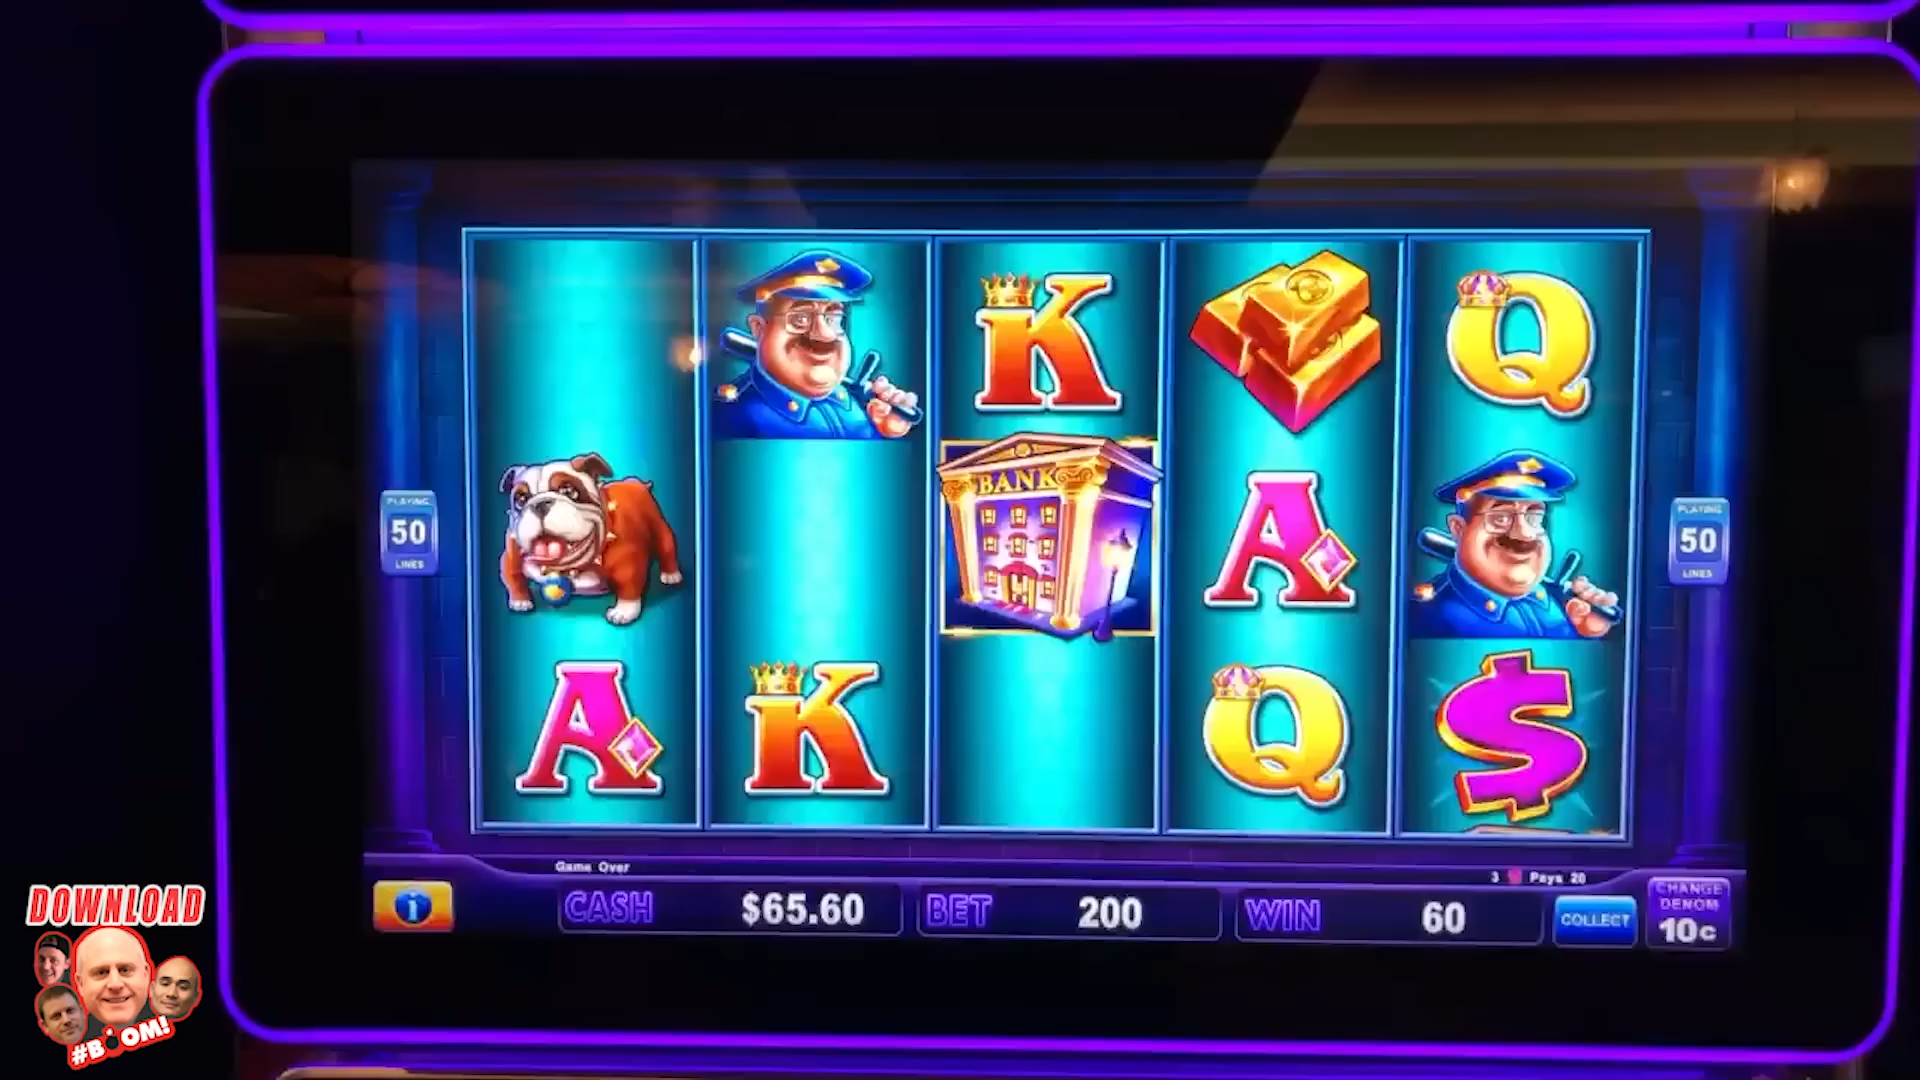 K
Q
PLAYING
50
LINES
BANK
A
PLAYING
50
LINES
A
K
Q
$
Game Over
3 Pays 20
i
CASH $65.60
BET 200
WIN 60
COLLECT
CHANGE
DENOM
10¢
DOWNLOAD
#BOOM!